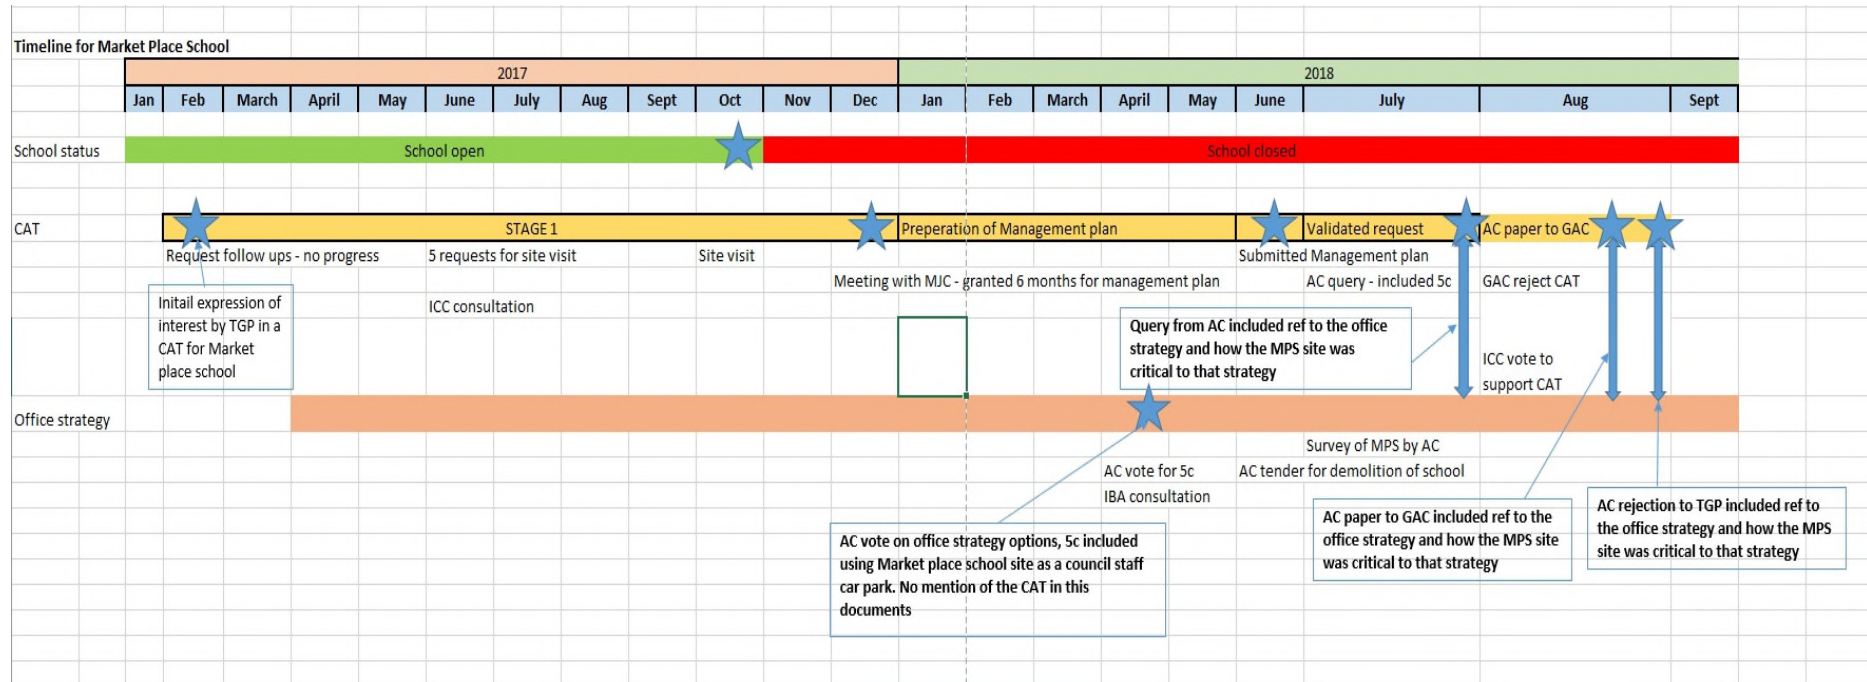 Timeline for Market Place School
2017 2018
Jan Feb March April May June July Aug Sept Oct Nov Dec Jan Feb March April May June July Aug Sept
School status School open School closed
CAT STAGE 1 Preperation of Management plan Validated request AC paper to GAC
Request follow ups - no progress 5 requests for site visit Site visit Submitted Management plan
Meeting with MJC - granted 6 months for management plan AC query - included 5c GAC reject CAT
ICC consultation
Initail expression of
interest by TGP in a
CAT for Market
place school
Query from AC included ref to the office
strategy and how the MPS site was
critical to that strategy
ICC vote to
support CAT
Office strategy
Survey of MPS by AC
AC vote for 5c AC tender for demolition of school
IBA consultation
AC vote on office strategy options, 5c included
using Market place school site as a council staff
car park. No mention of the CAT in this
documents
AC paper to GAC included ref to the
office strategy and how the MPS site
was critical to that strategy
AC rejection to TGP included ref to
the office strategy and how the MPS
site was critical to that strategy